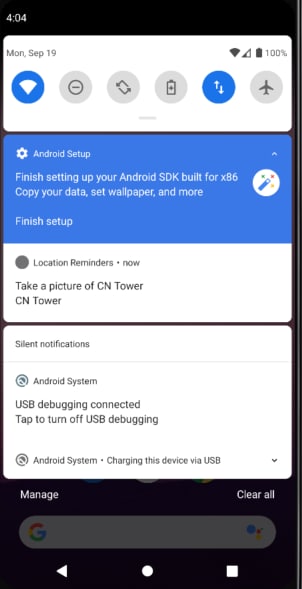 4:04
Mon, Sep 19
100%
Android Setup
Finish setting up your Android SDK built for x86
Copy your data, set wallpaper, and more
Finish setup
Location Reminders • now
Take a picture of CN Tower
CN Tower
Silent notifications
Android System
USB debugging connected
Tap to turn off USB debugging
Android System • Charging this device via USB
Manage
Clear all